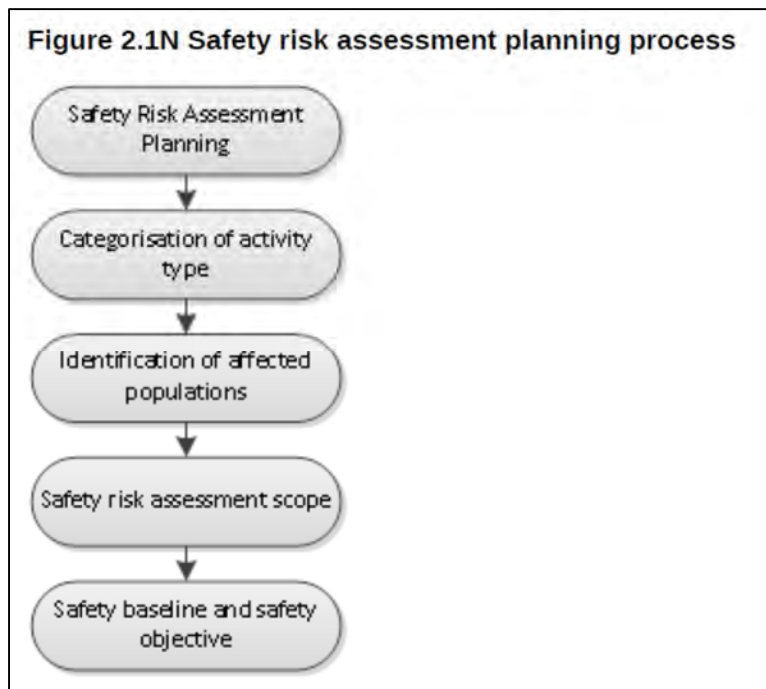 Figure 2.1N Safety risk assessment planning process
Safety Risk Assessment
Planning
Categorisation of activity
type
Identification of affected
populations
Safety risk assessment scope
Safety baseline and safety
objective